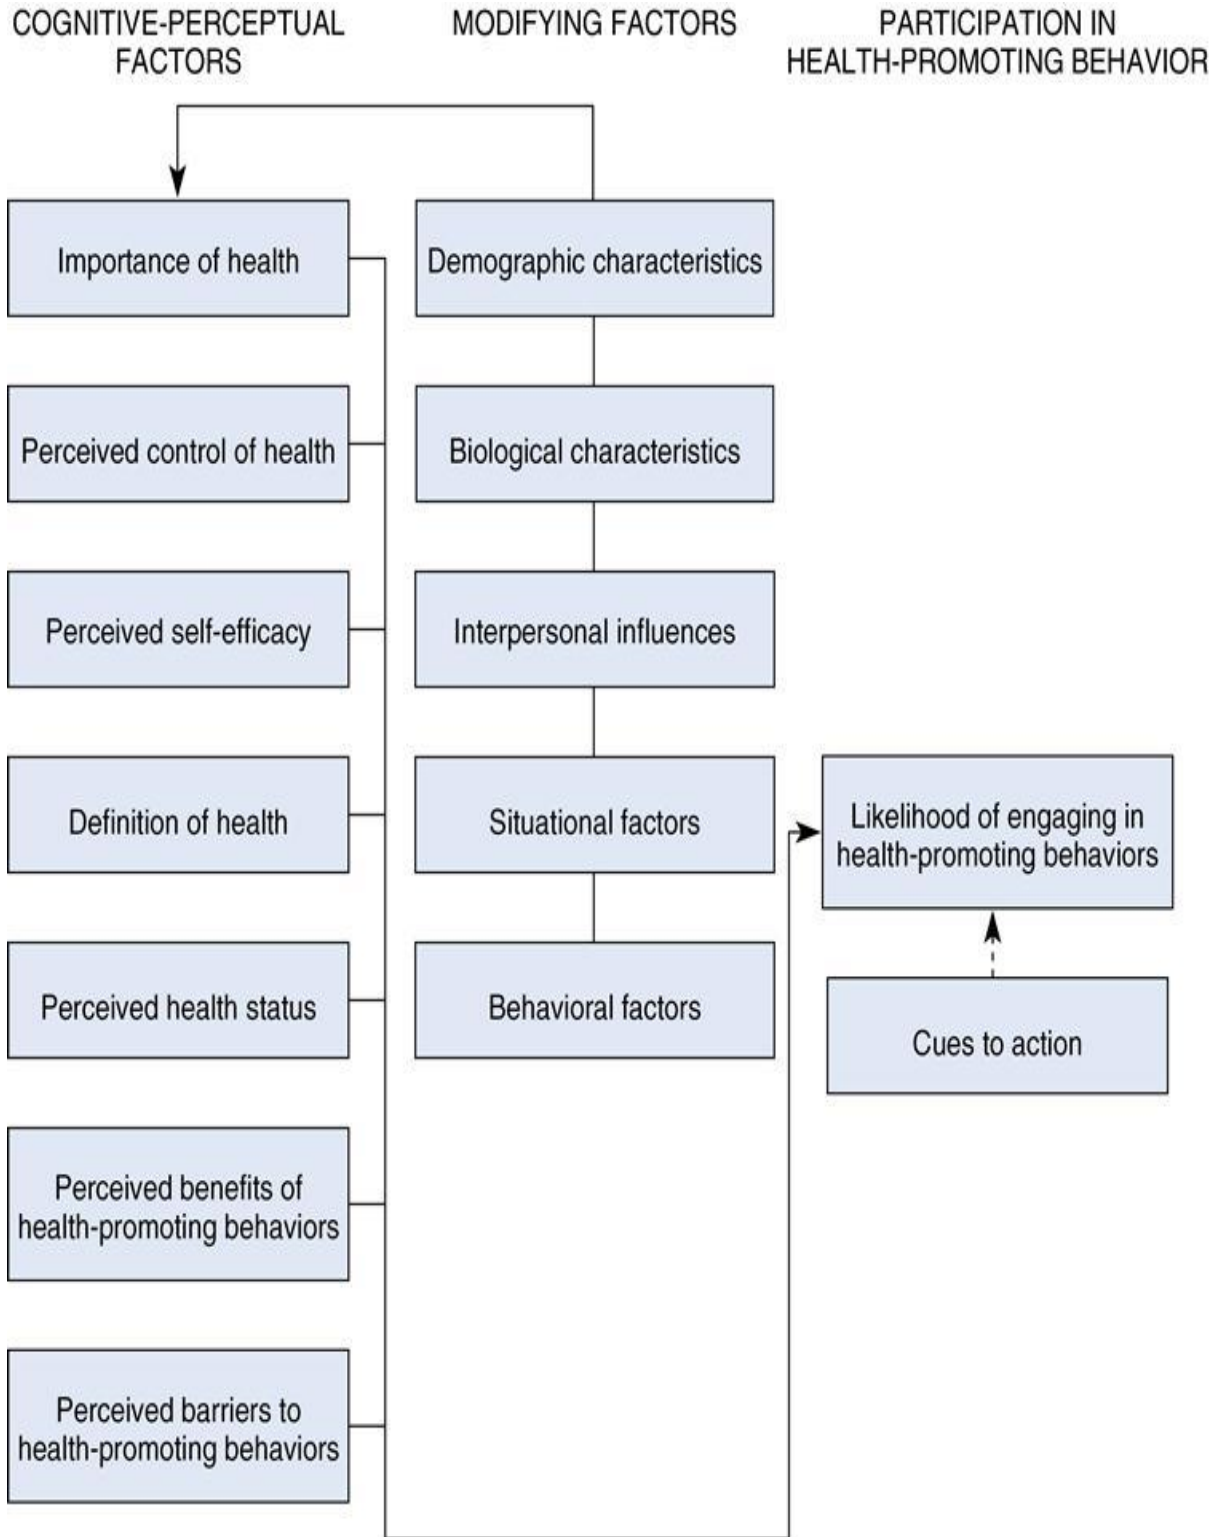 COGNITIVE-PERCEPTUAL
FACTORS
MODIFYING FACTORS
PARTICIPATION IN
HEALTH-PROMOTING BEHAVIOR
Importance of health
Perceived control of health
Perceived self-efficacy
Definition of health
Perceived health status
Perceived benefits of
health-promoting behaviors
Perceived barriers to
health-promoting behaviors
Demographic characteristics
Biological characteristics
Interpersonal influences
Situational factors
Behavioral factors
Likelihood of engaging in
health-promoting behaviors
Cues to action